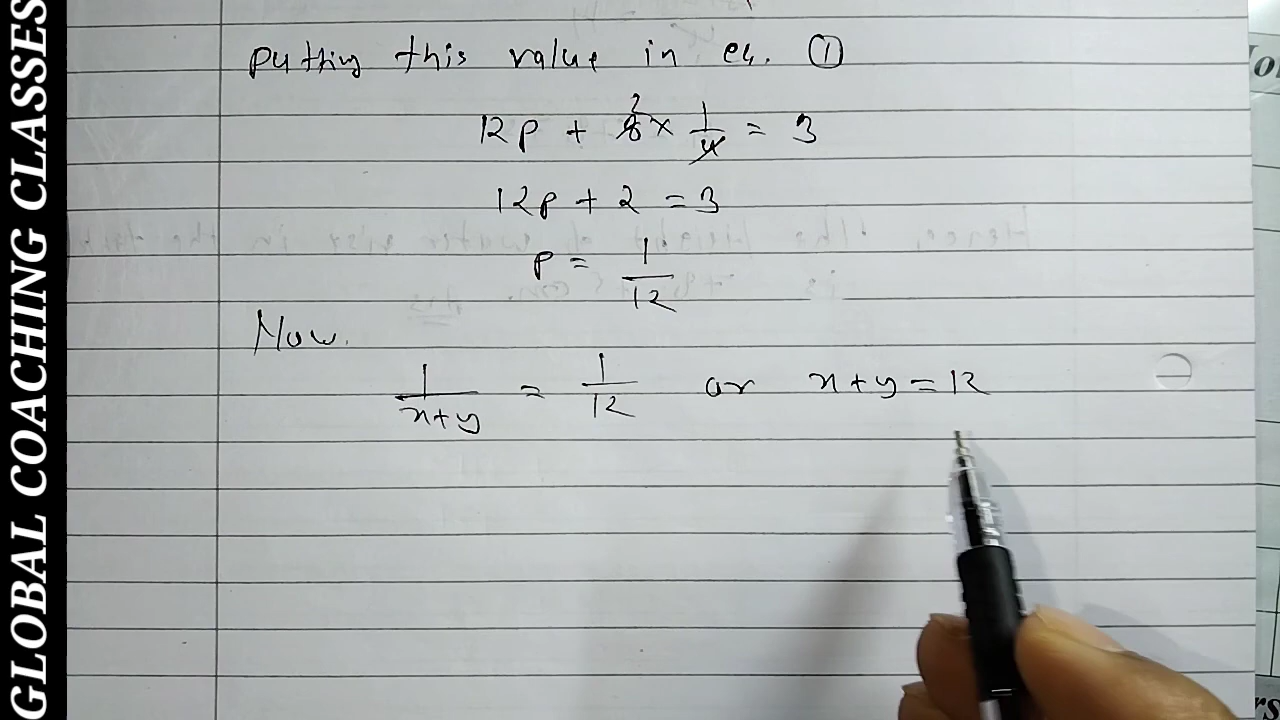 GLOBAL COACHING CLASSES
Putting this value in eq. ①
12p + 8 2 × 1/4 = 3
12p + 2 = 3
p = 1/12
Now.
1/(x+y) = 1/12 or x+y = 12